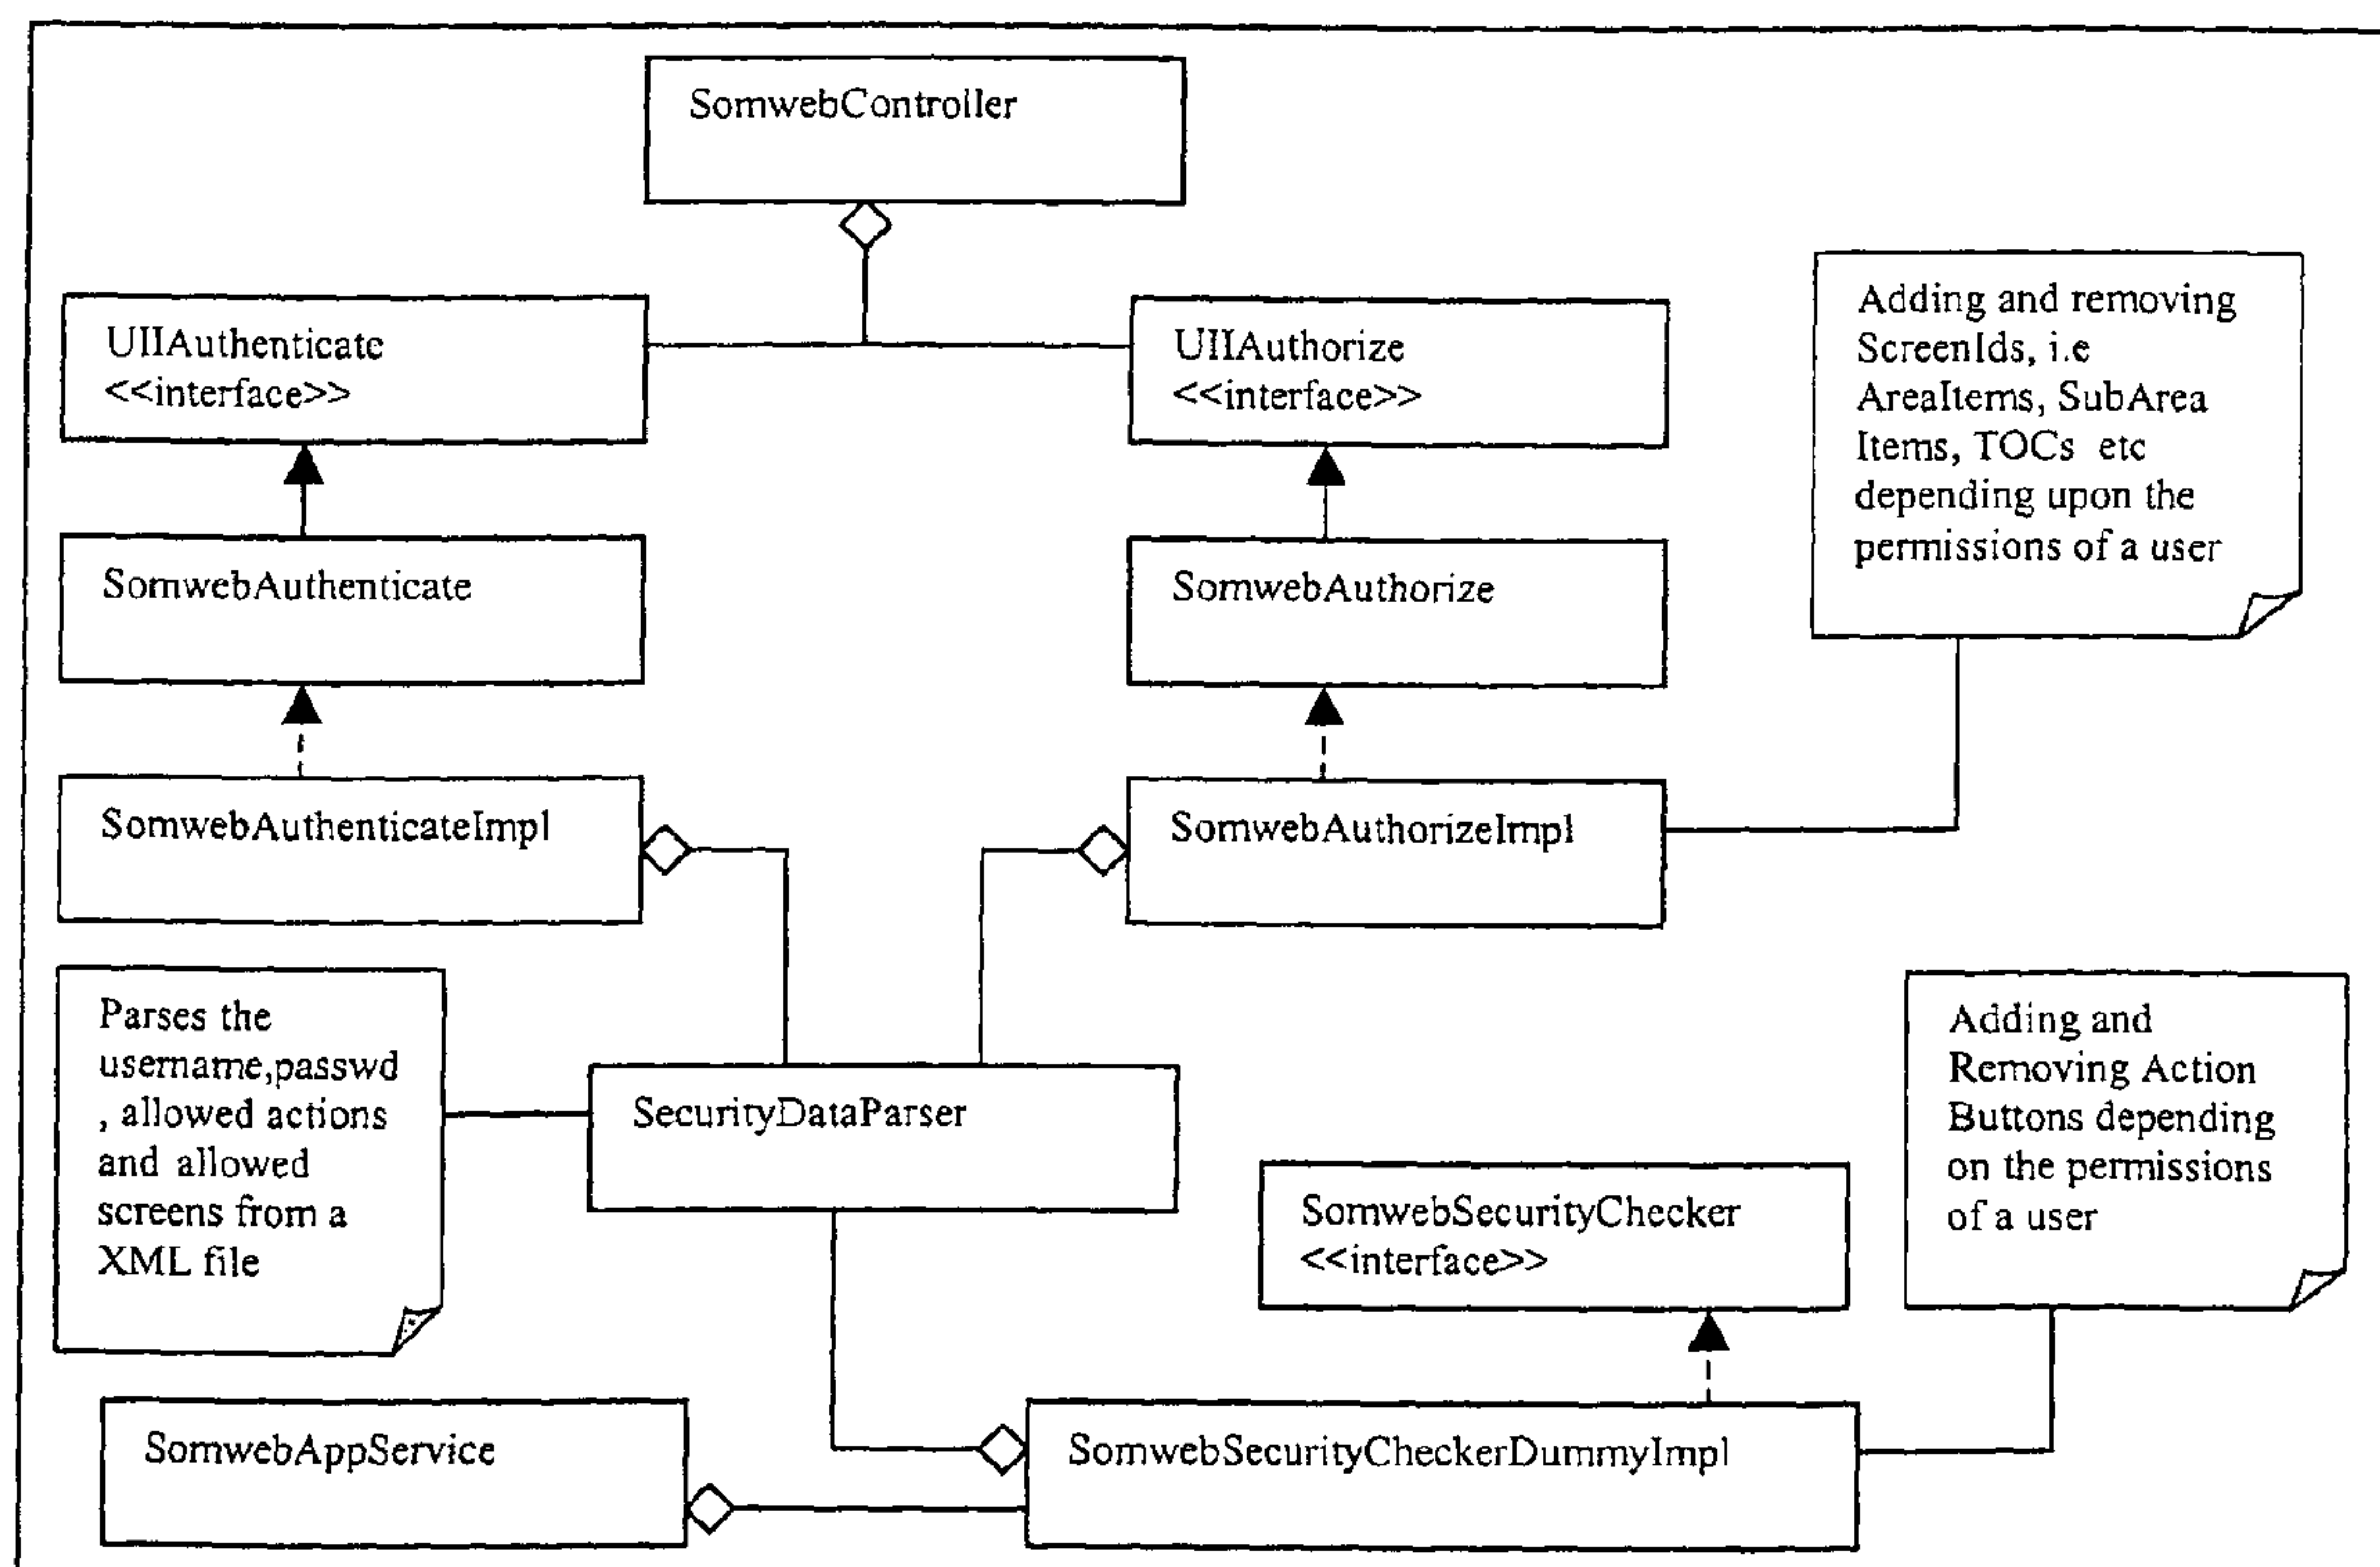 SomwebController
UIIAuthenticate
<<interface>>
UIIAuthorize
<<interface>>
Adding and removing
ScreenIds, i.e
AreaItems, SubArea
Items, TOCs etc
depending upon the
permissions of a user
SomwebAuthenticate
SomwebAuthorize
SomwebAuthenticateImpl
SomwebAuthorizeImpl
Parses the
username,passwd
, allowed actions
and allowed
screens from a
XML file
SecurityDataParser
Adding and
Removing Action
Buttons depending
on the permissions
of a user
SomwebSecurityChecker
<<interface>>
SomwebAppService
SomwebSecurityCheckerDummyImpl